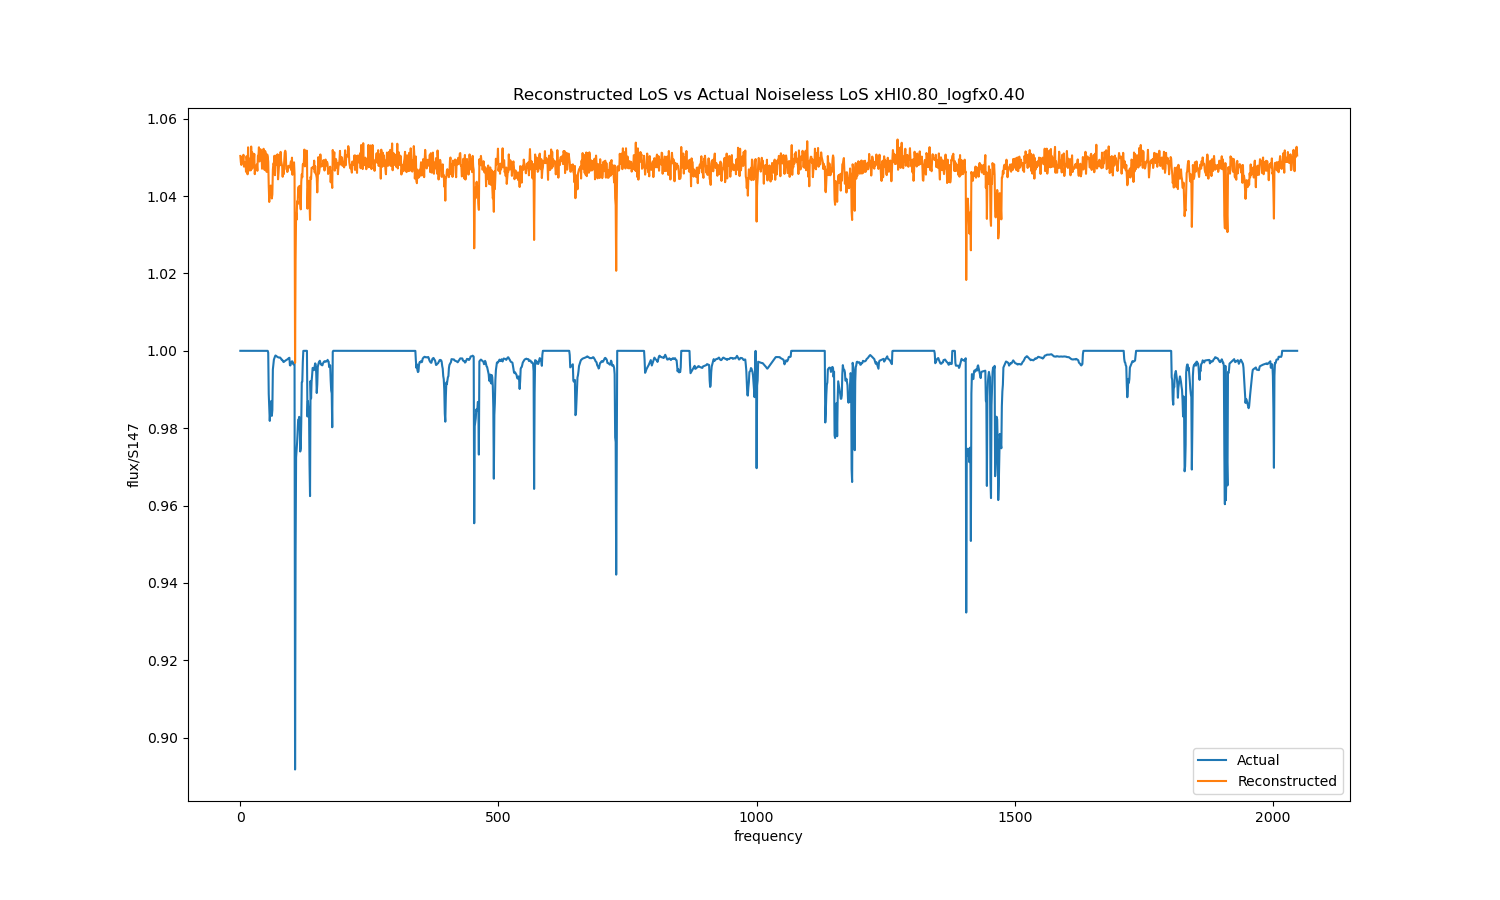 Reconstructed LoS vs Actual Noiseless LoS xHI0.80_logfx0.40
1.06
1.04
1.02
1.00
0.98
0.96
0.94
0.92
0.90
flux/S147
0 500 1000 1500 2000
frequency
Actual
Reconstructed